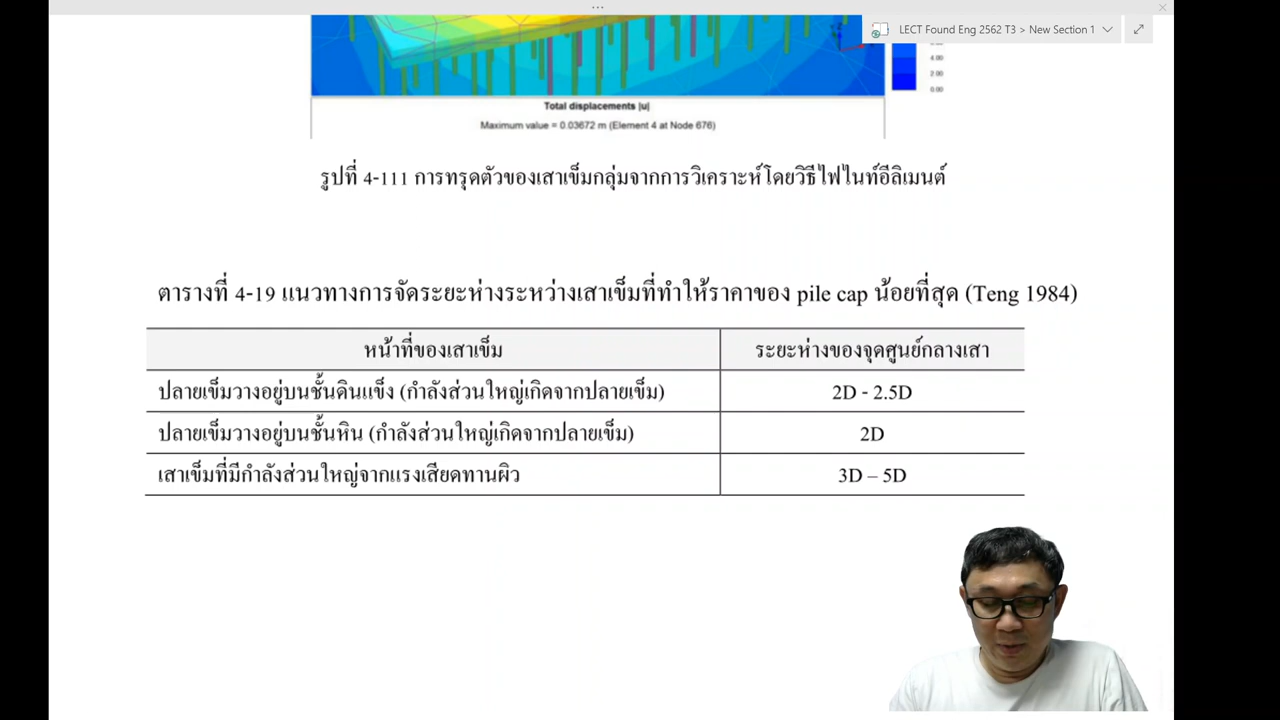 LECT Found Eng 2562 T3 > New Section 1
4.00
2.00
0.00
Total displacements |u|
Maximum value = 0.03672 m (Element 4 at Node 676)
รูปที่ 4-111 การทรุดตัวของเสาเข็มกลุ่มจากการวิเคราะห์โดยวิธีไฟไนท์อีลิเมนต์
ตารางที่ 4-19 แนวทางการจัดระยะห่างระหว่างเสาเข็มที่ทำให้ราคาของ pile cap น้อยที่สุด (Teng 1984)
หน้าที่ของเสาเข็ม ระยะห่างของจุดศูนย์กลางเสา
ปลายเข็มวางอยู่บนชั้นดินแข็ง (กำลังส่วนใหญ่เกิดจากปลายเข็ม) 2D - 2.5D
ปลายเข็มวางอยู่บนชั้นหิน (กำลังส่วนใหญ่เกิดจากปลายเข็ม) 2D
เสาเข็มที่มีกำลังส่วนใหญ่จากแรงเสียดทานผิว 3D – 5D